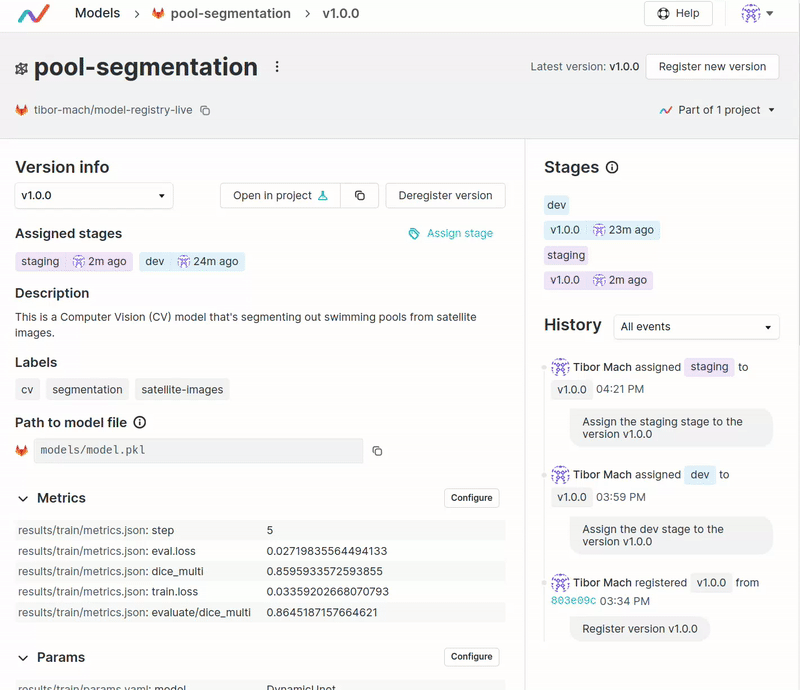 Models > pool-segmentation > v1.0.0
Help
pool-segmentation
Latest version: v1.0.0
Register new version
tibor-mach/model-registry-live
Part of 1 project
Version info
v1.0.0
Open in project
Deregister version
Assigned stages
Assign stage
staging 2m ago
dev 24m ago
Description
This is a Computer Vision (CV) model that's segmenting out swimming pools from satellite
images.
Labels
cv
segmentation
satellite-images
Path to model file
models/model.pkl
Metrics
Configure
results/train/metrics.json: step 5
results/train/metrics.json: eval.loss 0.02719835564494133
results/train/metrics.json: dice_multi 0.8595933572593855
results/train/metrics.json: train.loss 0.03359202668070793
results/train/metrics.json: evaluate/dice_multi 0.8645187157664621
Params
Configure
results/train/params.yaml: model DynamicUnet
Stages
dev
v1.0.0 23m ago
staging
v1.0.0 2m ago
History
All events
Tibor Mach assigned staging to
v1.0.0 04:21 PM
Assign the staging stage to the
version v1.0.0
Tibor Mach assigned dev to
v1.0.0 03:59 PM
Assign the dev stage to the
version v1.0.0
Tibor Mach registered v1.0.0 from
803e09c 03:34 PM
Register version v1.0.0